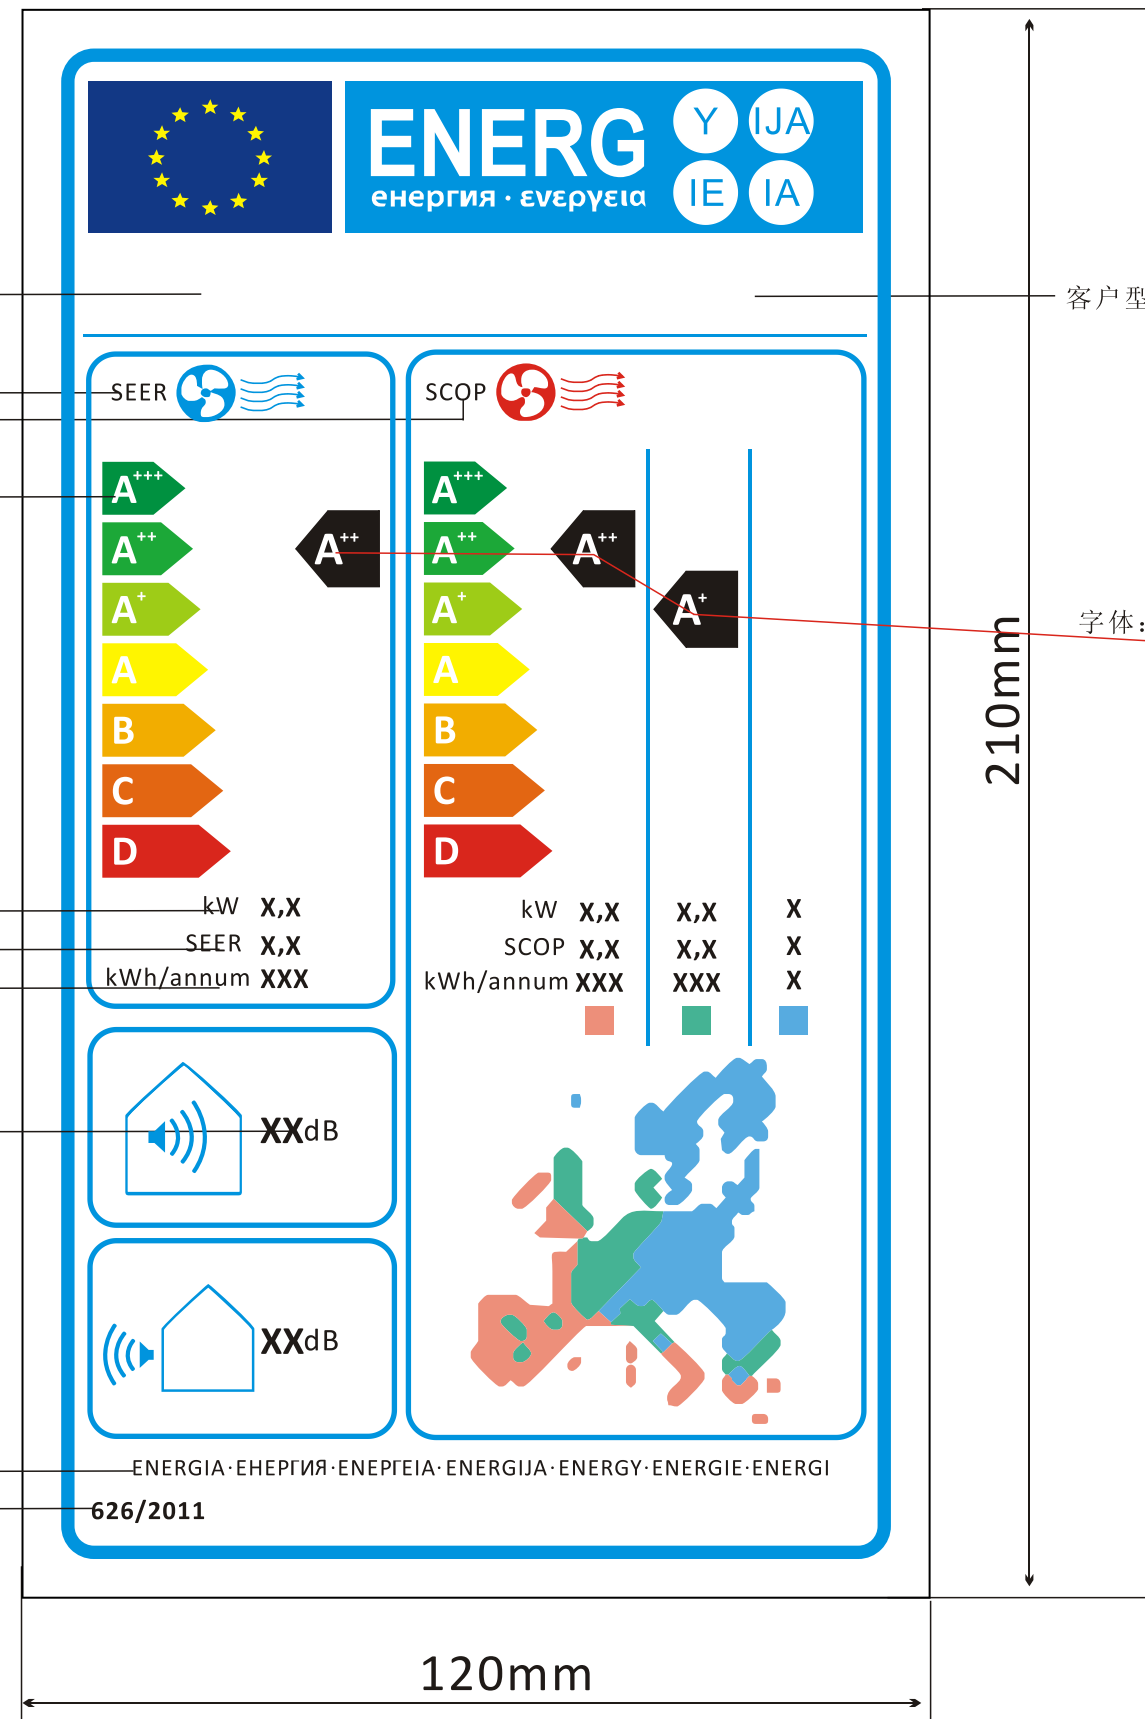 ENERG Y IJA
енергия · ενεργεια IE IA
客户型
SEER
SCOP
A+++
A++
A+
A
B
C
D
A++
A+++
A++
A+
A
B
C
D
A++
A+
字体:
210mm
kW X,X
SEER X,X
kWh/annum XXX
kW X,X X,X X
SCOP X,X X,X X
kWh/annum XXX XXX X
XXdB
XXdB
ENERGIA·ЕНЕРГИЯ·ΕΝΕΡΓΕΙΑ·ENERGIJA·ENERGY·ENERGIE·ENERGI
626/2011
120mm